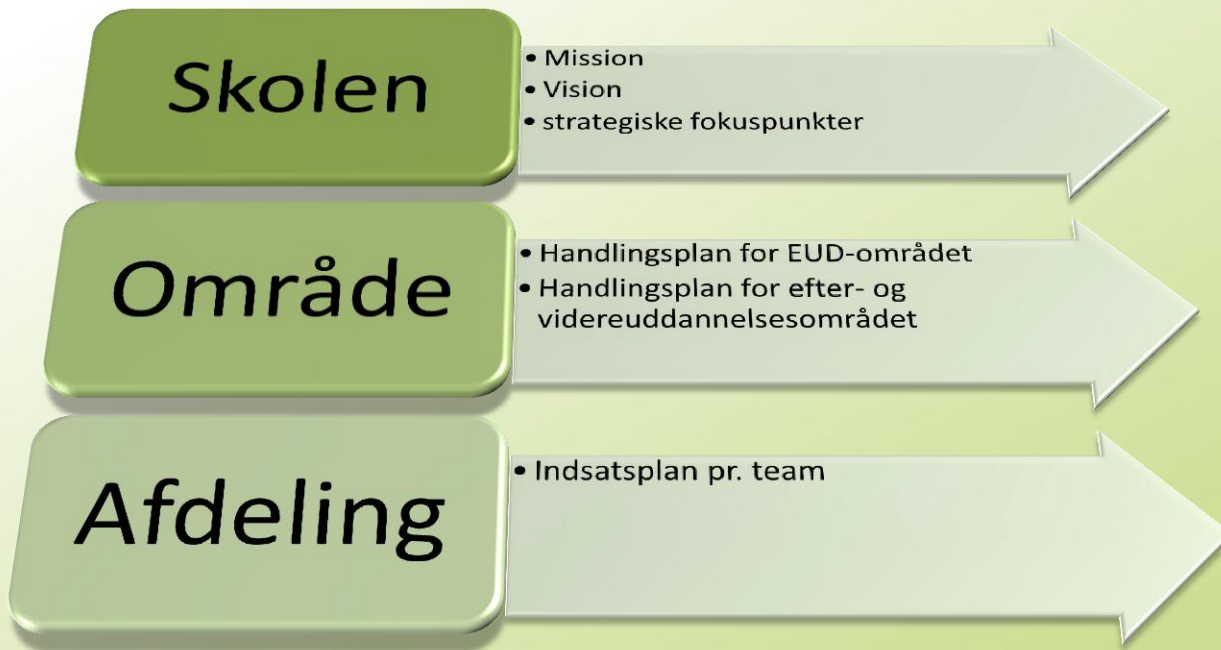 Skolen
• Mission
• Vision
• strategiske fokuspunkter
Område
• Handlingsplan for EUD-området
• Handlingsplan for efter- og
videreuddannelsesområdet
Afdeling
• Indsatsplan pr. team